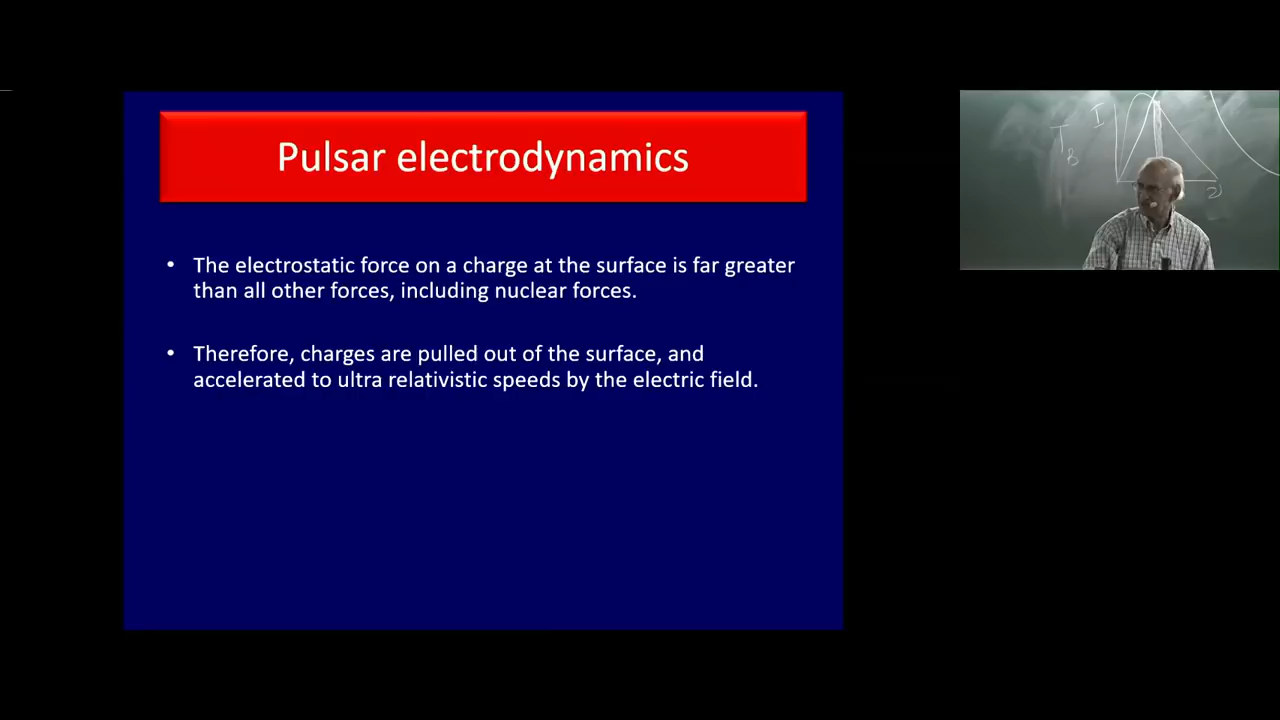 Pulsar electrodynamics
• The electrostatic force on a charge at the surface is far greater
than all other forces, including nuclear forces.
• Therefore, charges are pulled out of the surface, and
accelerated to ultra relativistic speeds by the electric field.
I
T_B
ν